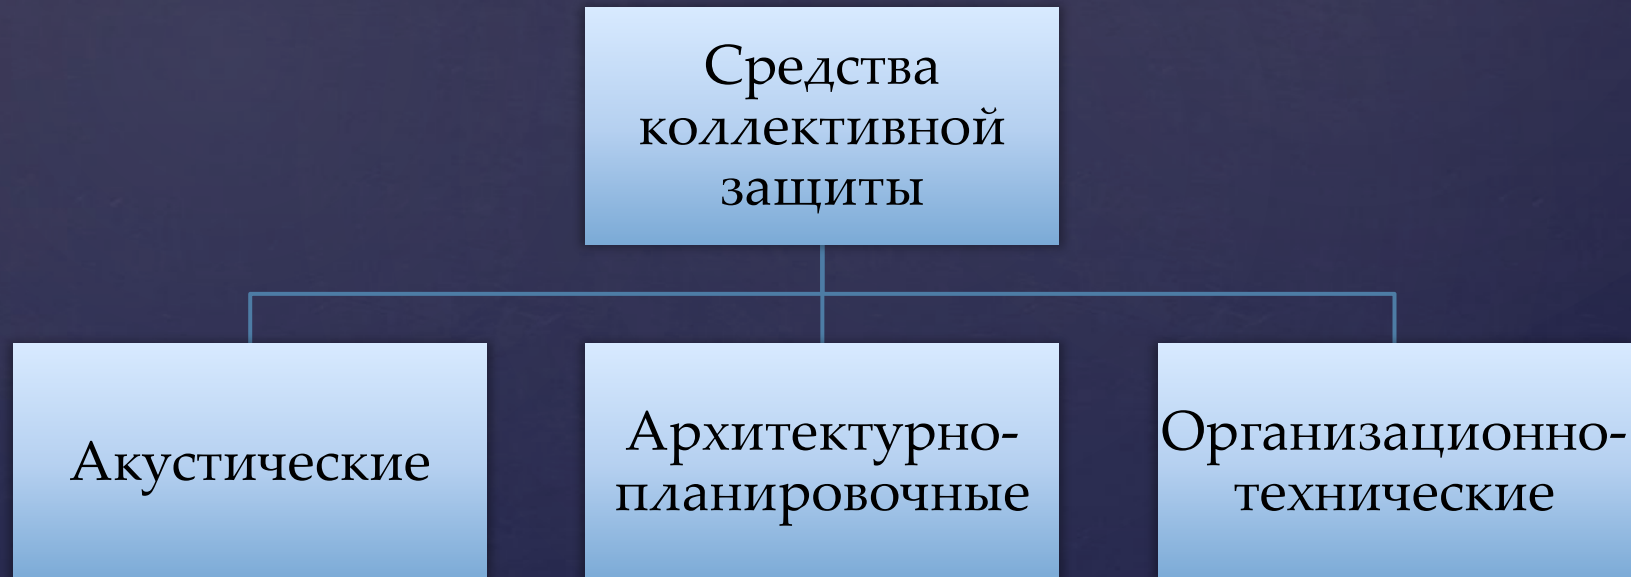 Средства
коллективной
защиты
Акустические
Архитектурно-
планировочные
Организационно-
технические